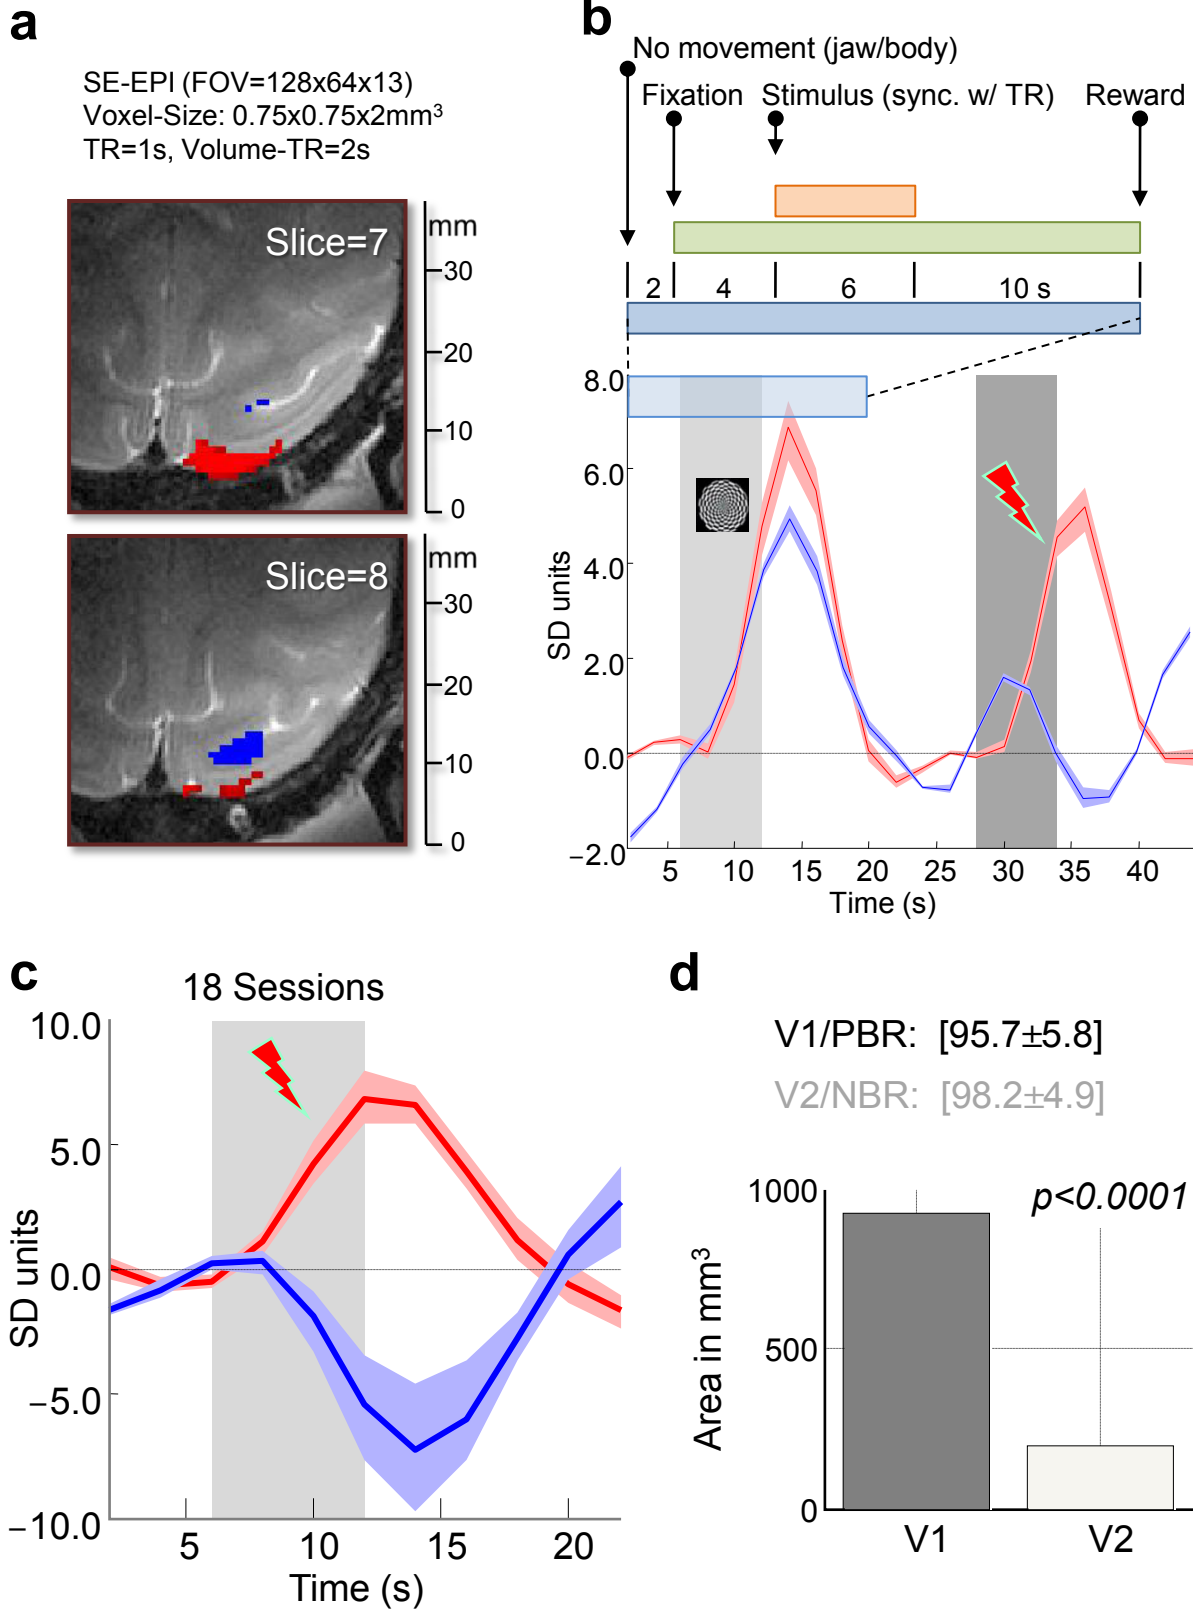 a
SE-EPI (FOV=128x64x13)
Voxel-Size: 0.75x0.75x2mm³
TR=1s, Volume-TR=2s
Slice=7
mm
30
20
10
0
Slice=8
mm
30
20
10
0
b
No movement (jaw/body)
Fixation Stimulus (sync. w/ TR) Reward
2 4 6 10 s
8.0
6.0
4.0
2.0
0.0
−2.0
SD units
5 10 15 20 25 30 35 40
Time (s)
c
18 Sessions
10.0
5.0
0.0
−5.0
−10.0
SD units
5 10 15 20
Time (s)
d
V1/PBR: [95.7±5.8]
V2/NBR: [98.2±4.9]
p<0.0001
1000
500
0
Area in mm³
V1 V2